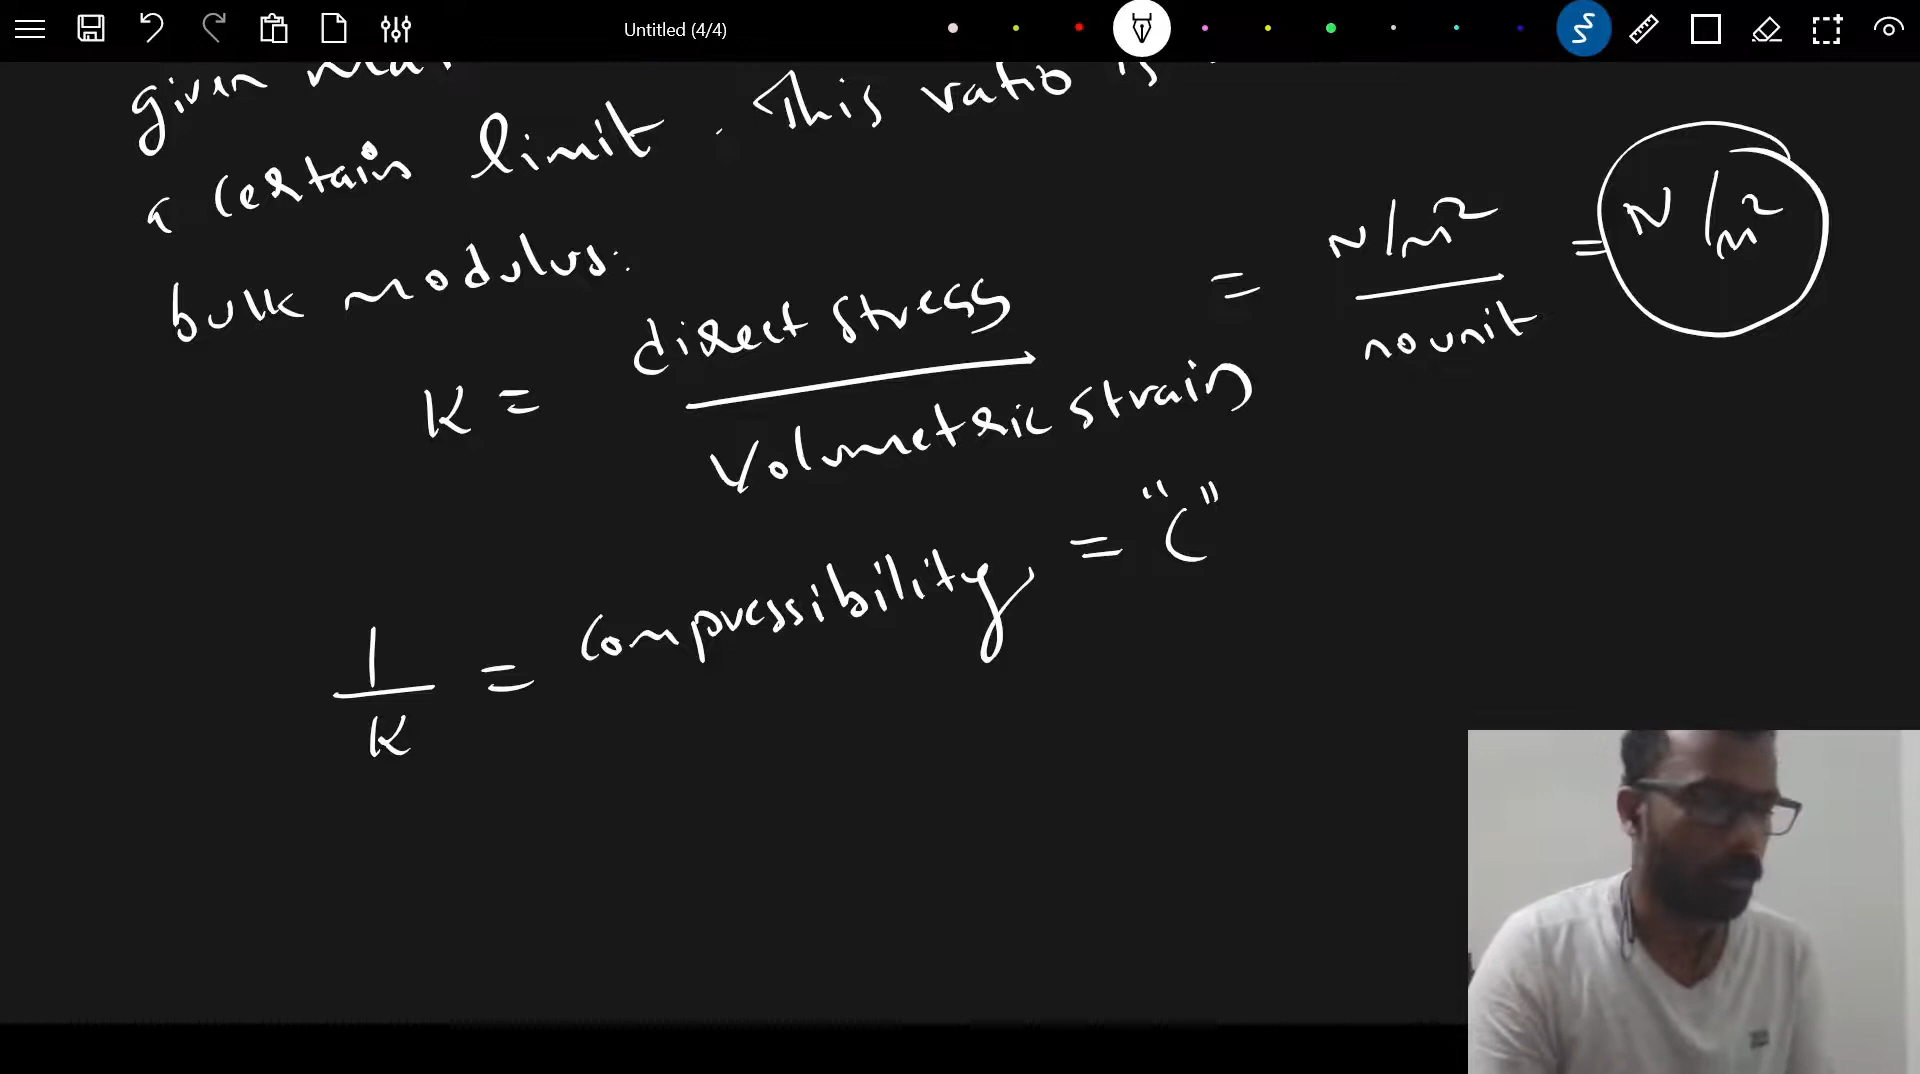 Untitled (4/4)
given
a certain limit. This ratio is
bulk modulus.
K = direct stress / Volumetric strain = N/m² / no unit = N/m²
1/K = compressibility = "C"